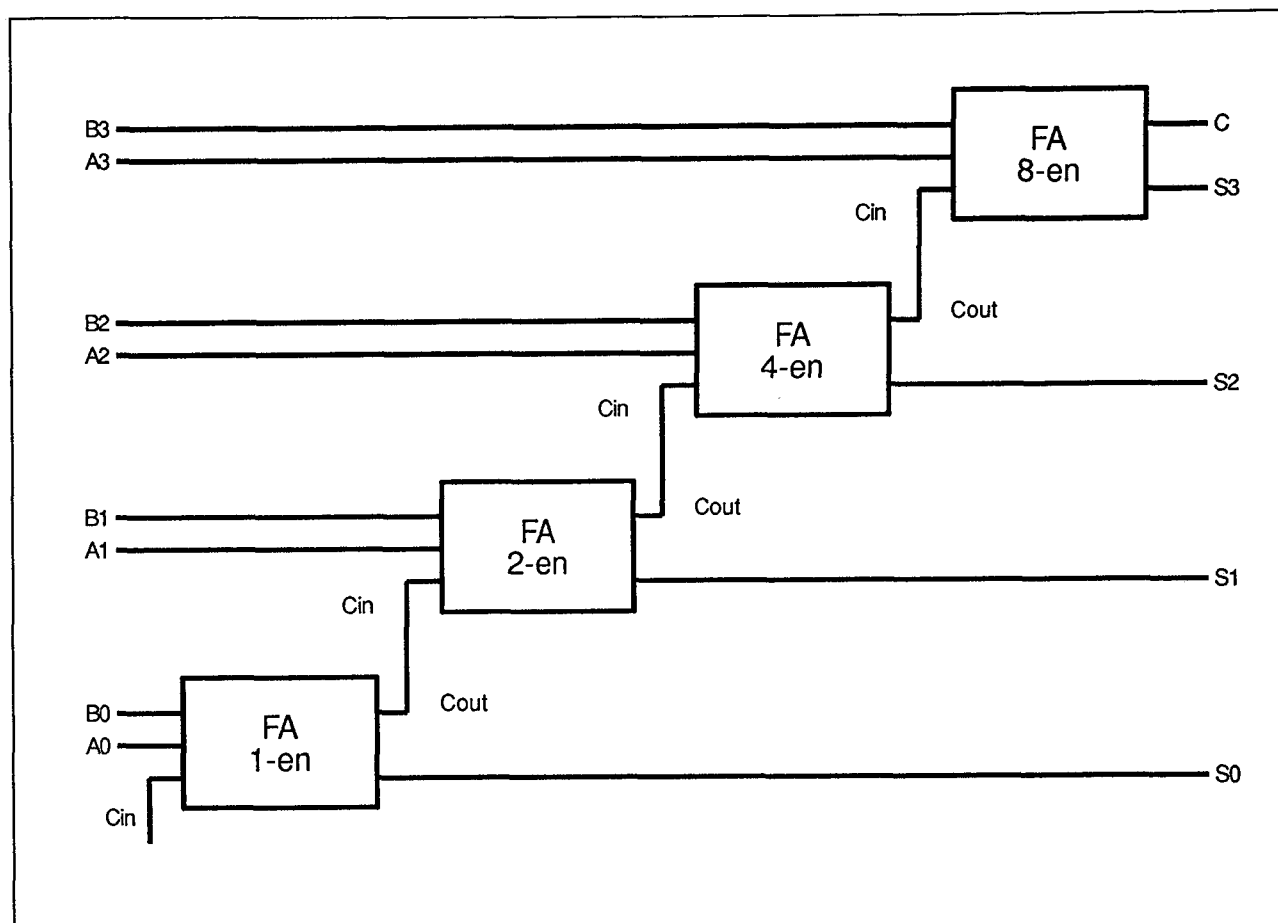 B3
A3
FA
8-en
C
S3
Cin
B2
A2
FA
4-en
Cout
S2
Cin
B1
A1
FA
2-en
Cout
S1
Cin
B0
A0
FA
1-en
Cout
S0
Cin